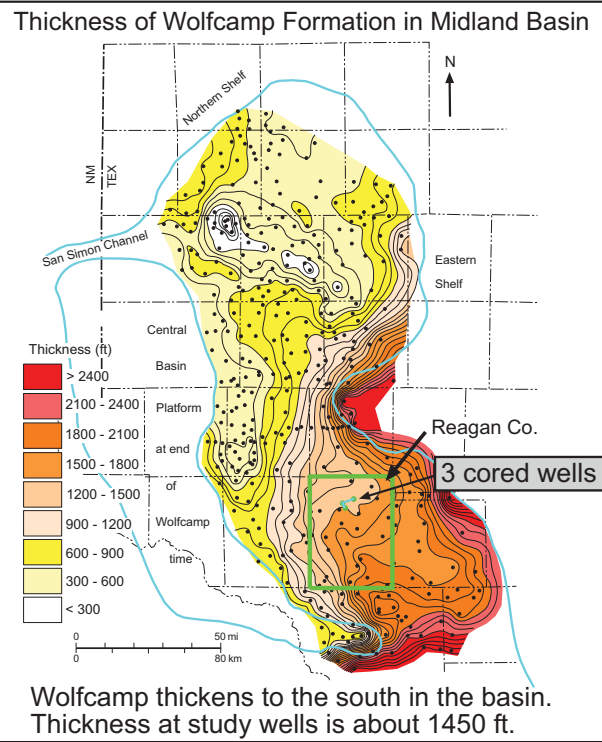 Thickness of Wolfcamp Formation in Midland Basin
N
Northern Shelf
NM
TEX
San Simon Channel
Eastern
Shelf
Central
Basin
Platform
at end
of
Wolfcamp
time
Thickness (ft)
> 2400
2100 - 2400
1800 - 2100
1500 - 1800
1200 - 1500
900 - 1200
600 - 900
300 - 600
< 300
Reagan Co.
3 cored wells
0 50 mi
0 80 km
Wolfcamp thickens to the south in the basin.
Thickness at study wells is about 1450 ft.